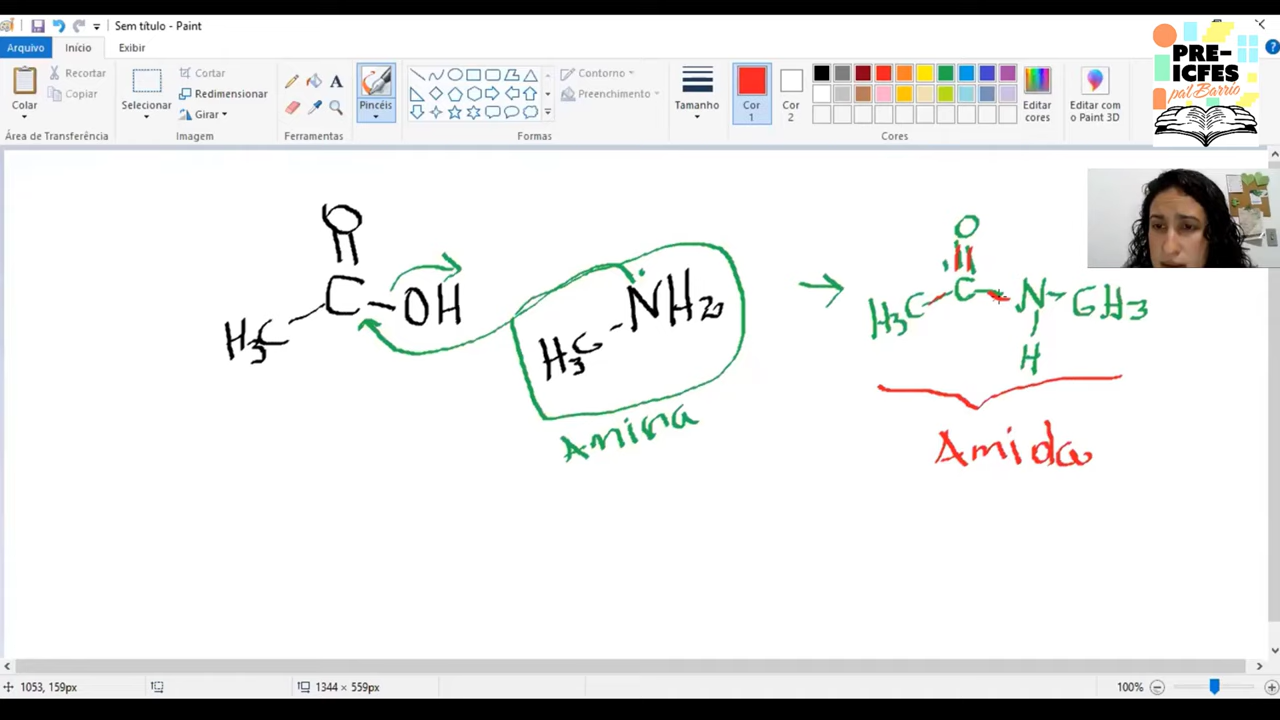 Sem título - Paint
Arquivo Início Exibir
Colar
Recortar
Copiar
Área de Transferência
Selecionar
Cortar
Redimensionar
Girar
Imagem
Pincéis
Ferramentas
Contorno
Preenchimento
Formas
Tamanho
Cor 1
Cor 2
Editar cores
Cores
Editar com o Paint 3D
PRE-
ICFES
pal' Barrio
O
C
OH
H3C
NH2
H3C
Amina
O
H3C C N CH3
H
Amida
1053, 159px
1344 × 559px
100%